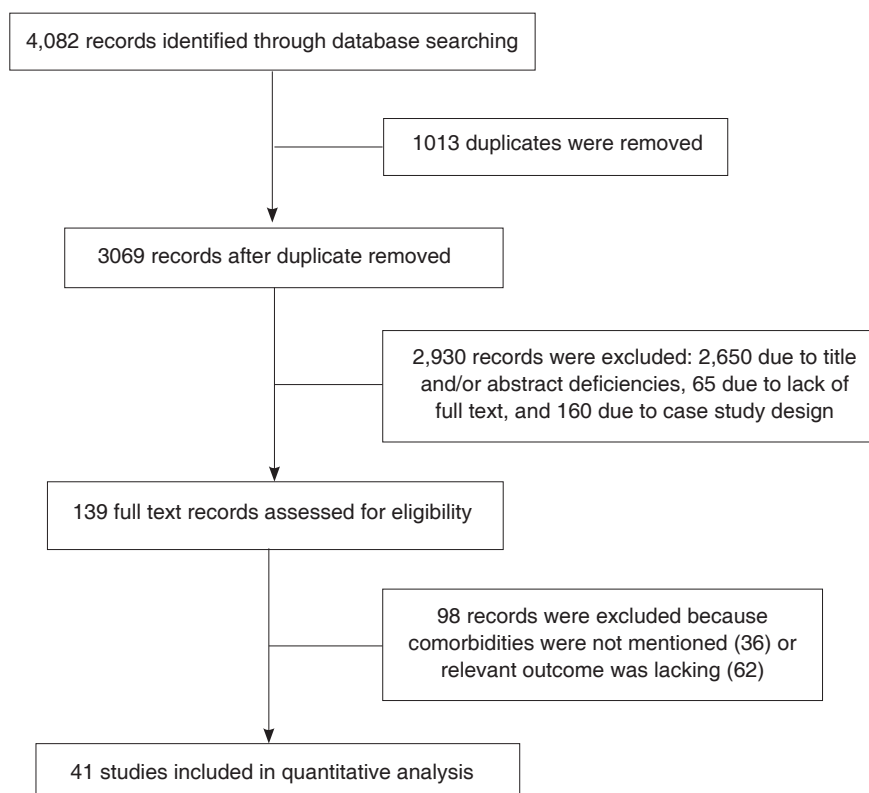 4,082 records identified through database searching
1013 duplicates were removed
3069 records after duplicate removed
2,930 records were excluded: 2,650 due to title
and/or abstract deficiencies, 65 due to lack of
full text, and 160 due to case study design
139 full text records assessed for eligibility
98 records were excluded because
comorbidities were not mentioned (36) or
relevant outcome was lacking (62)
41 studies included in quantitative analysis